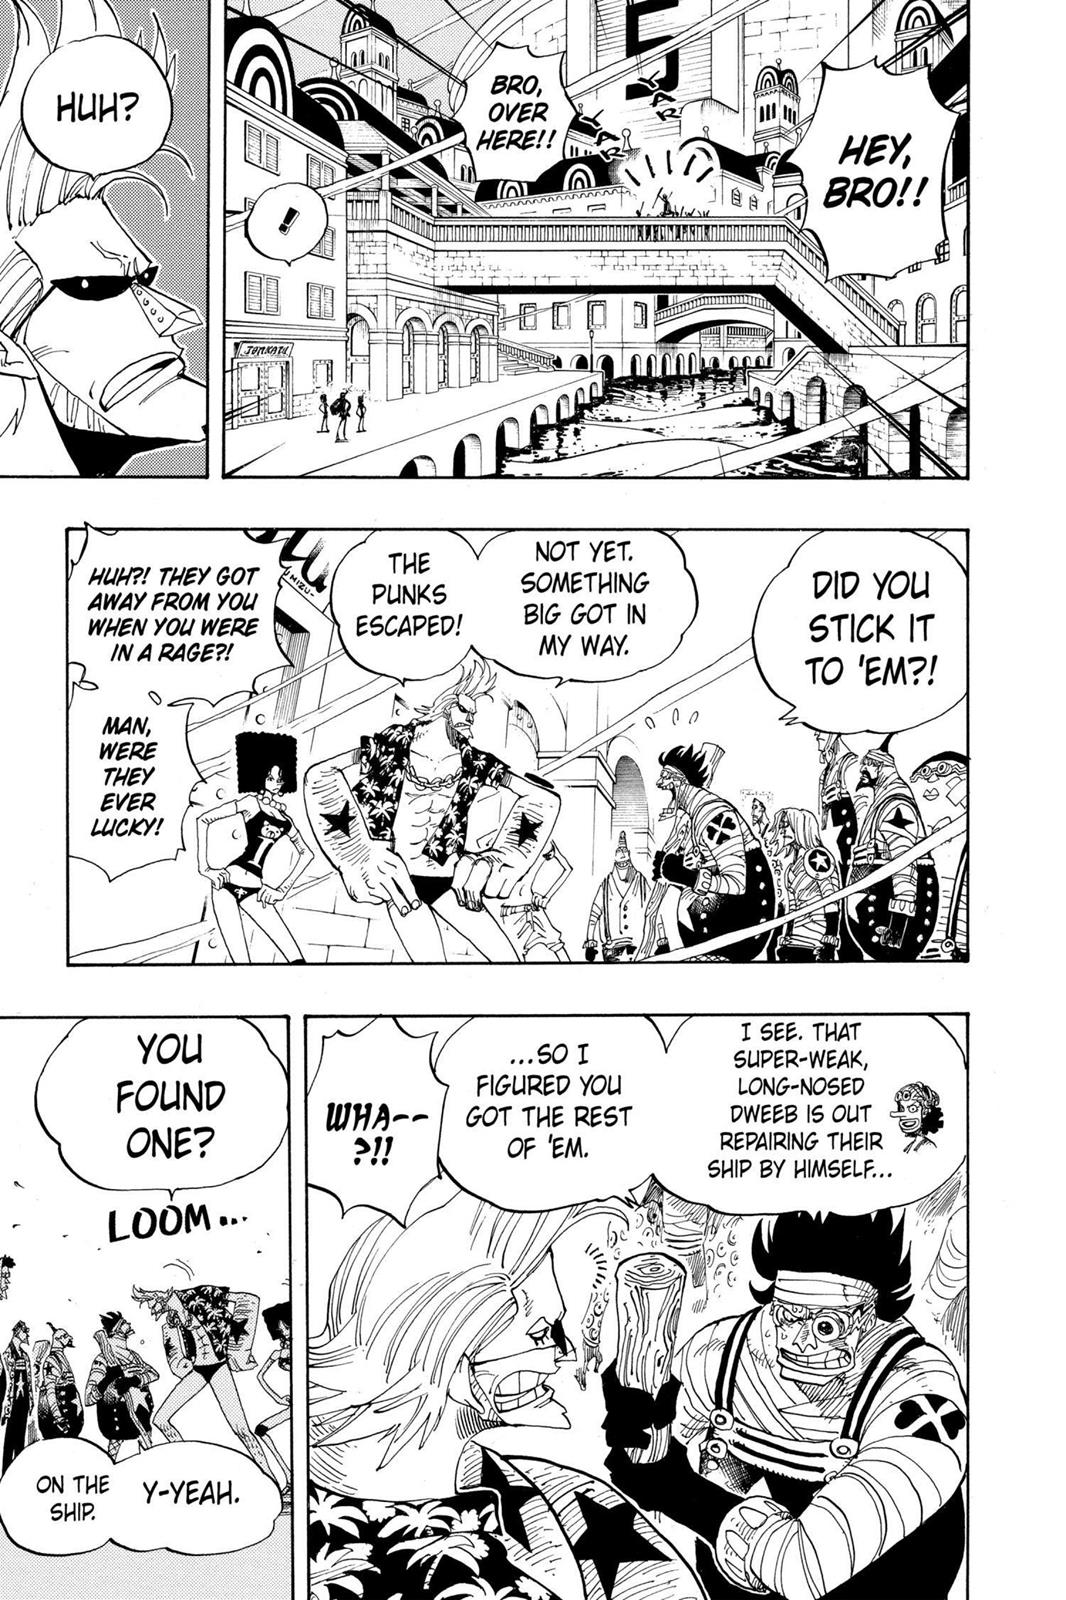 HEY,
BRO!!
BRO,
OVER
HERE!!
YAR
YAR
!
JONKATU
HUH?
DID YOU
STICK IT
TO 'EM?!
NOT YET.
SOMETHING
BIG GOT IN
MY WAY.
THE
PUNKS
ESCAPED!
HUH?! THEY GOT
AWAY FROM YOU
WHEN YOU WERE
IN A RAGE?!
MAN,
WERE
THEY
EVER
LUCKY!
I SEE. THAT
SUPER-WEAK,
LONG-NOSED
DWEEB IS OUT
REPAIRING THEIR
SHIP BY HIMSELF...
...SO I
FIGURED YOU
GOT THE REST
OF 'EM.
WHA--
?!!
YOU
FOUND
ONE?
LOOM...
Y-YEAH.
ON THE
SHIP.